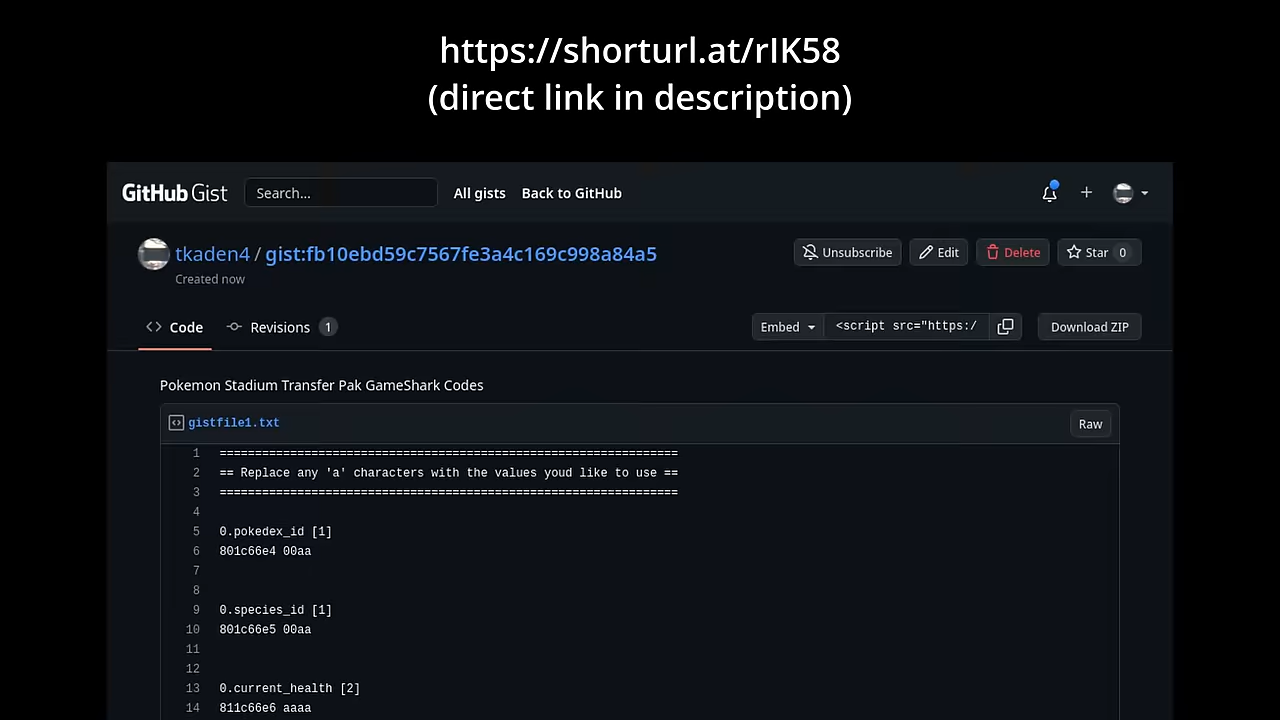 https://shorturl.at/rIK58
(direct link in description)
GitHub Gist Search... All gists Back to GitHub
tkaden4 / gist:fb10ebd59c7567fe3a4c169c998a84a5 Unsubscribe Edit Delete Star 0
Created now
Code Revisions 1 Embed <script src="https:/ Download ZIP
Pokemon Stadium Transfer Pak GameShark Codes
gistfile1.txt Raw
1 =================================================================
2 == Replace any 'a' characters with the values youd like to use ==
3 =================================================================
4
5 0.pokedex_id [1]
6 801c66e4 00aa
7
8
9 0.species_id [1]
10 801c66e5 00aa
11
12
13 0.current_health [2]
14 811c66e6 aaaa